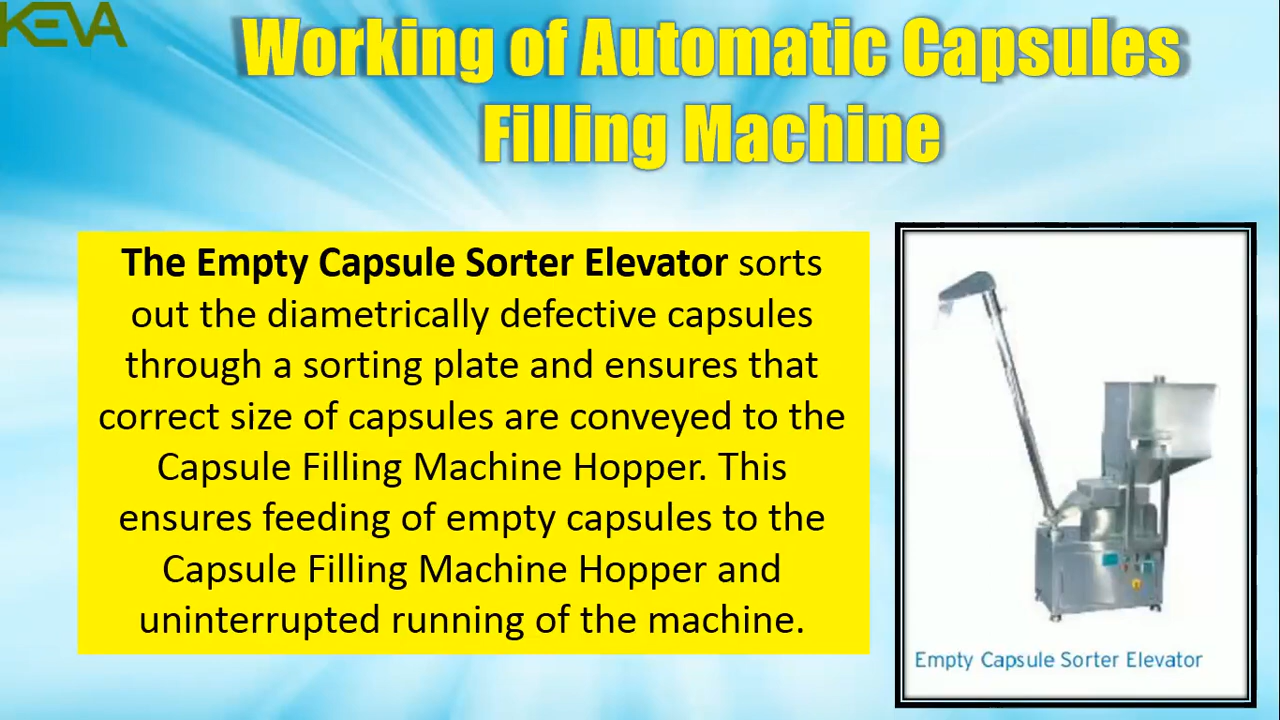 KEVA
Working of Automatic Capsules
Filling Machine
The Empty Capsule Sorter Elevator sorts
out the diametrically defective capsules
through a sorting plate and ensures that
correct size of capsules are conveyed to the
Capsule Filling Machine Hopper. This
ensures feeding of empty capsules to the
Capsule Filling Machine Hopper and
uninterrupted running of the machine.
Empty Capsule Sorter Elevator